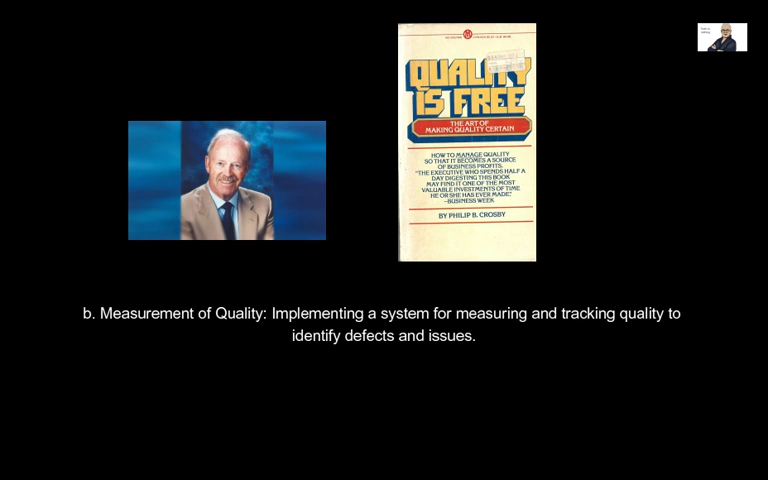 QUALITY
IS FREE
THE ART OF
MAKING QUALITY CERTAIN
HOW TO MANAGE QUALITY
SO THAT IT BECOMES A SOURCE
OF BUSINESS PROFITS.
"THE EXECUTIVE WHO SPENDS HALF A
DAY DIGESTING THIS BOOK
MAY FIND IT ONE OF THE MOST
VALUABLE INVESTMENTS OF TIME
HE OR SHE HAS EVER MADE."
—BUSINESS WEEK
BY PHILIP B. CROSBY
b. Measurement of Quality: Implementing a system for measuring and tracking quality to
identify defects and issues.